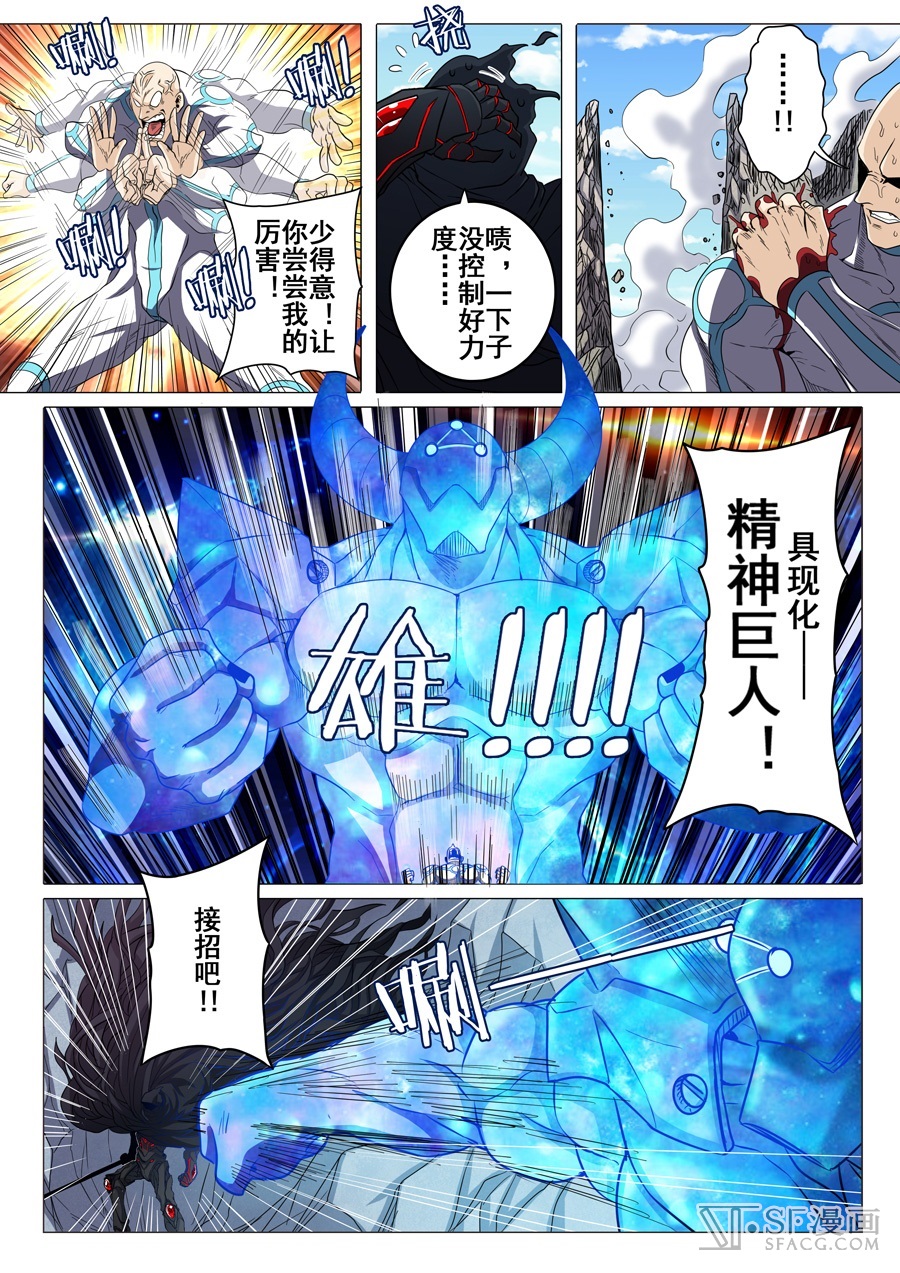 ……!!
挠
啧，一下子
没控制好力
度……
唰!
唰!
少得意！让
你尝尝我的
厉害！
唰!
唰!
具现化——
精神巨人！
雄!!!!
接招吧!!
唰
SF漫画
SFACG.COM